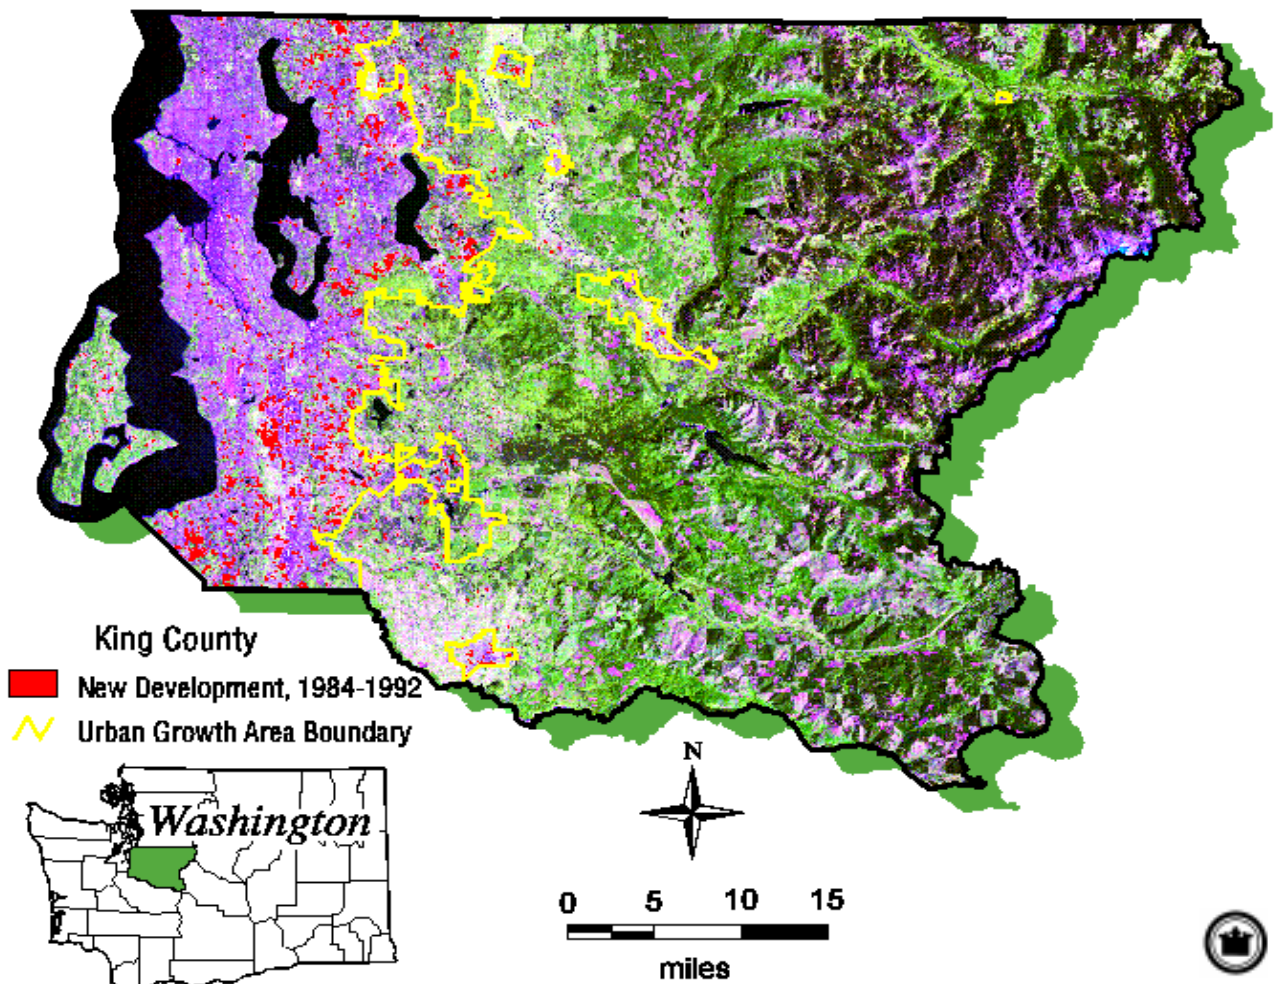 King County
New Development, 1984-1992
Urban Growth Area Boundary
Washington
N
0 5 10 15
miles